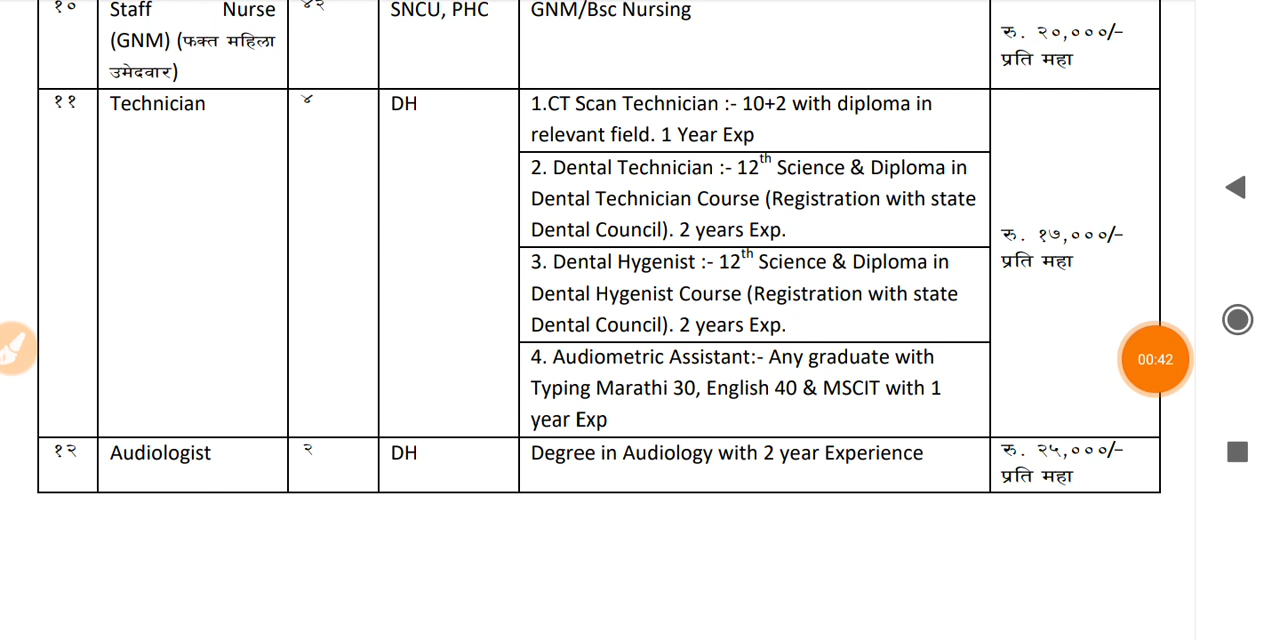 १०
Staff Nurse
(GNM) (फक्त महिला
उमेदवार)
SNCU, PHC
GNM/Bsc Nursing
रु. २०,०००/-
प्रति महा
११
Technician
४
DH
1.CT Scan Technician :- 10+2 with diploma in
relevant field. 1 Year Exp
2. Dental Technician :- 12th Science & Diploma in
Dental Technician Course (Registration with state
Dental Council). 2 years Exp.
3. Dental Hygenist :- 12th Science & Diploma in
Dental Hygenist Course (Registration with state
Dental Council). 2 years Exp.
4. Audiometric Assistant:- Any graduate with
Typing Marathi 30, English 40 & MSCIT with 1
year Exp
रु. १७,०००/-
प्रति महा
00:42
१२
Audiologist
२
DH
Degree in Audiology with 2 year Experience
रु. २५,०००/-
प्रति महा